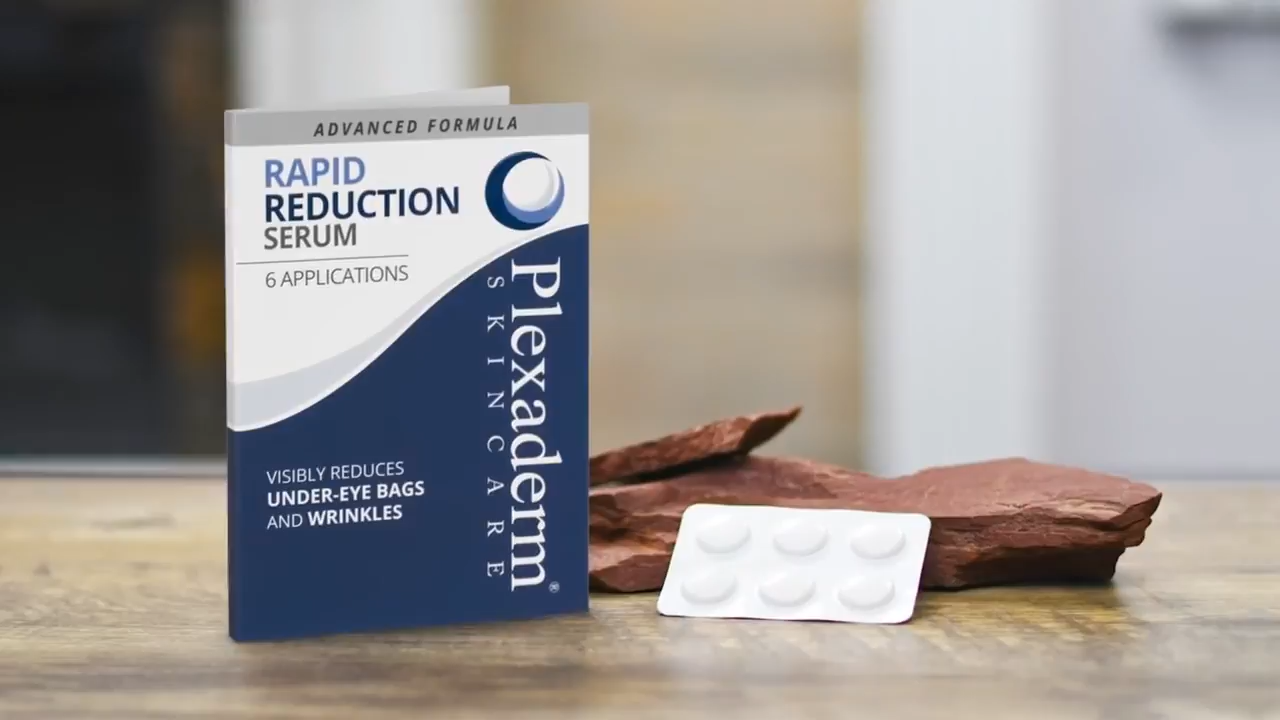 ADVANCED FORMULA
RAPID
REDUCTION
SERUM
6 APPLICATIONS
Plexaderm®
SKINCARE
VISIBLY REDUCES
UNDER-EYE BAGS
AND WRINKLES